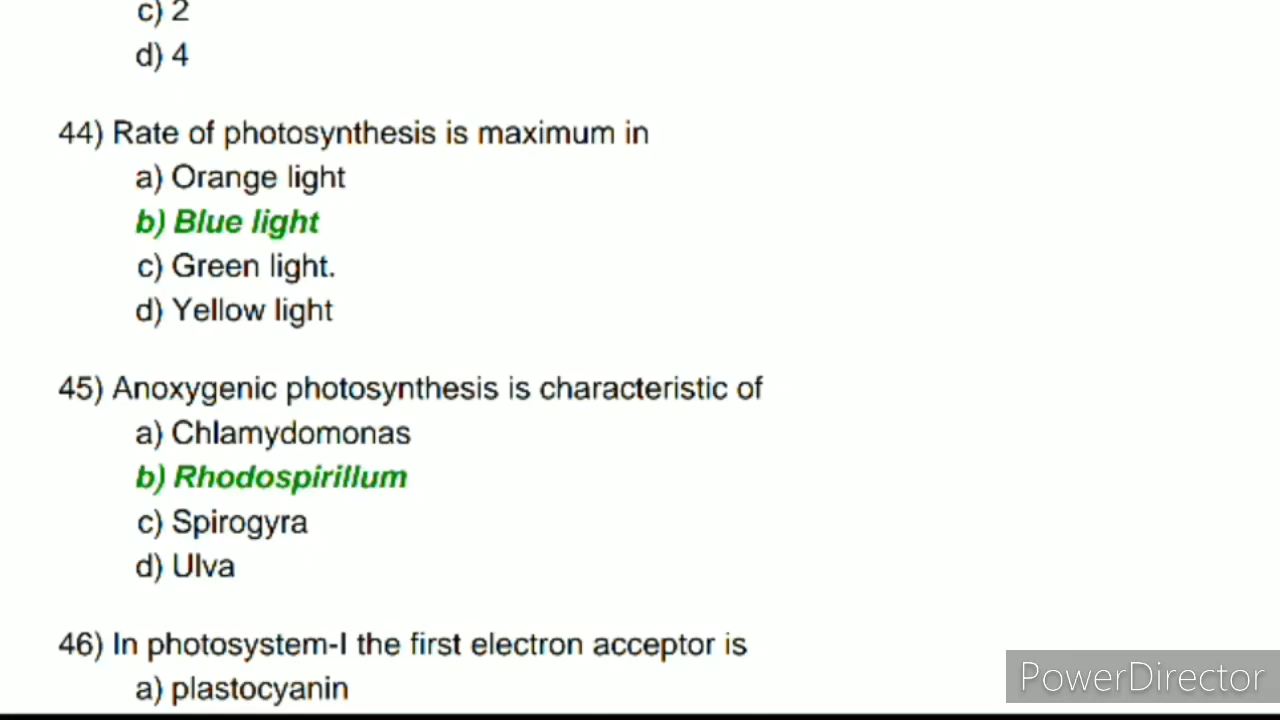 c) 2
d) 4
44) Rate of photosynthesis is maximum in
a) Orange light
b) Blue light
c) Green light.
d) Yellow light
45) Anoxygenic photosynthesis is characteristic of
a) Chlamydomonas
b) Rhodospirillum
c) Spirogyra
d) Ulva
46) In photosystem-I the first electron acceptor is
a) plastocyanin
PowerDirector